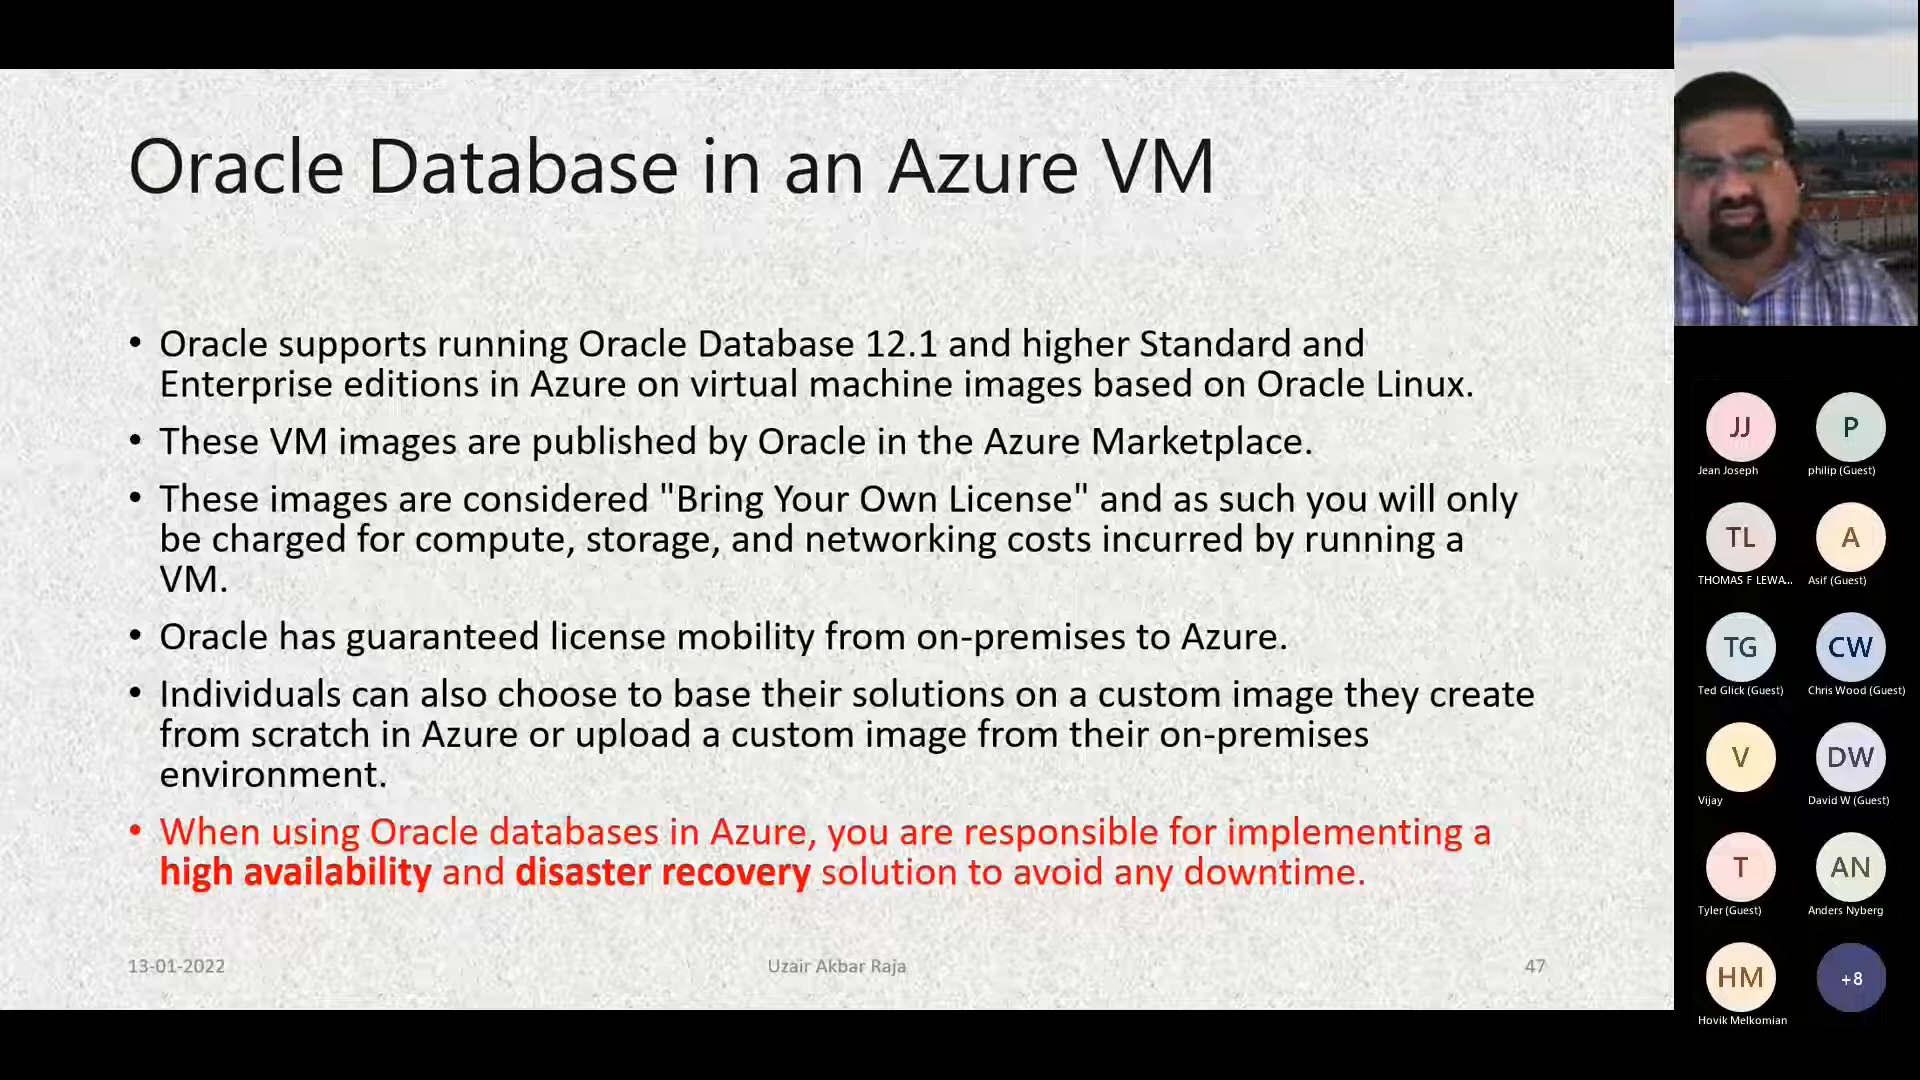 Oracle Database in an Azure VM
• Oracle supports running Oracle Database 12.1 and higher Standard and
Enterprise editions in Azure on virtual machine images based on Oracle Linux.
• These VM images are published by Oracle in the Azure Marketplace.
• These images are considered "Bring Your Own License" and as such you will only
be charged for compute, storage, and networking costs incurred by running a
VM.
• Oracle has guaranteed license mobility from on-premises to Azure.
• Individuals can also choose to base their solutions on a custom image they create
from scratch in Azure or upload a custom image from their on-premises
environment.
• When using Oracle databases in Azure, you are responsible for implementing a
high availability and disaster recovery solution to avoid any downtime.
13-01-2022
Uzair Akbar Raja
47
JJ
Jean Joseph
P
philip (Guest)
TL
THOMAS F LEWA...
A
Asif (Guest)
TG
Ted Glick (Guest)
CW
Chris Wood (Guest)
V
Vijay
DW
David W (Guest)
T
Tyler (Guest)
AN
Anders Nyberg
HM
Hovik Melkomian
+8